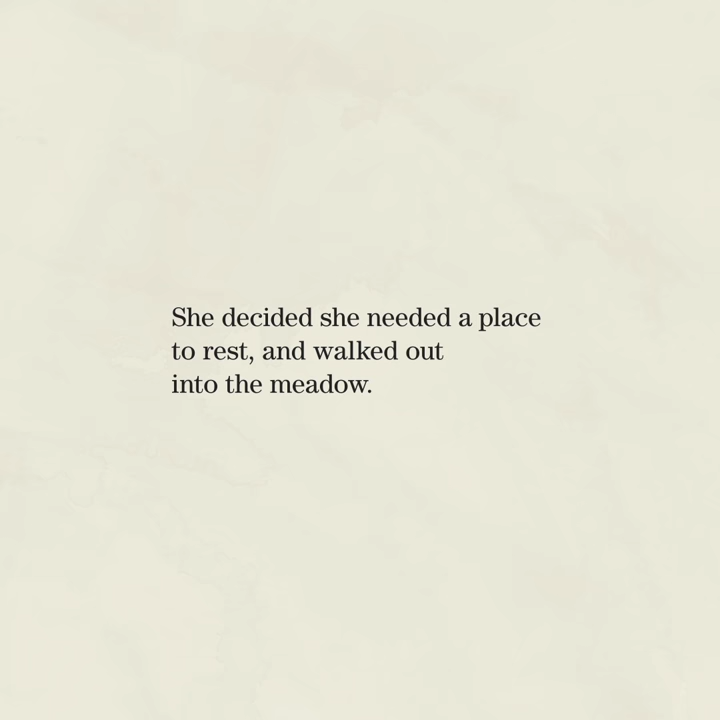 She decided she needed a place
to rest, and walked out
into the meadow.